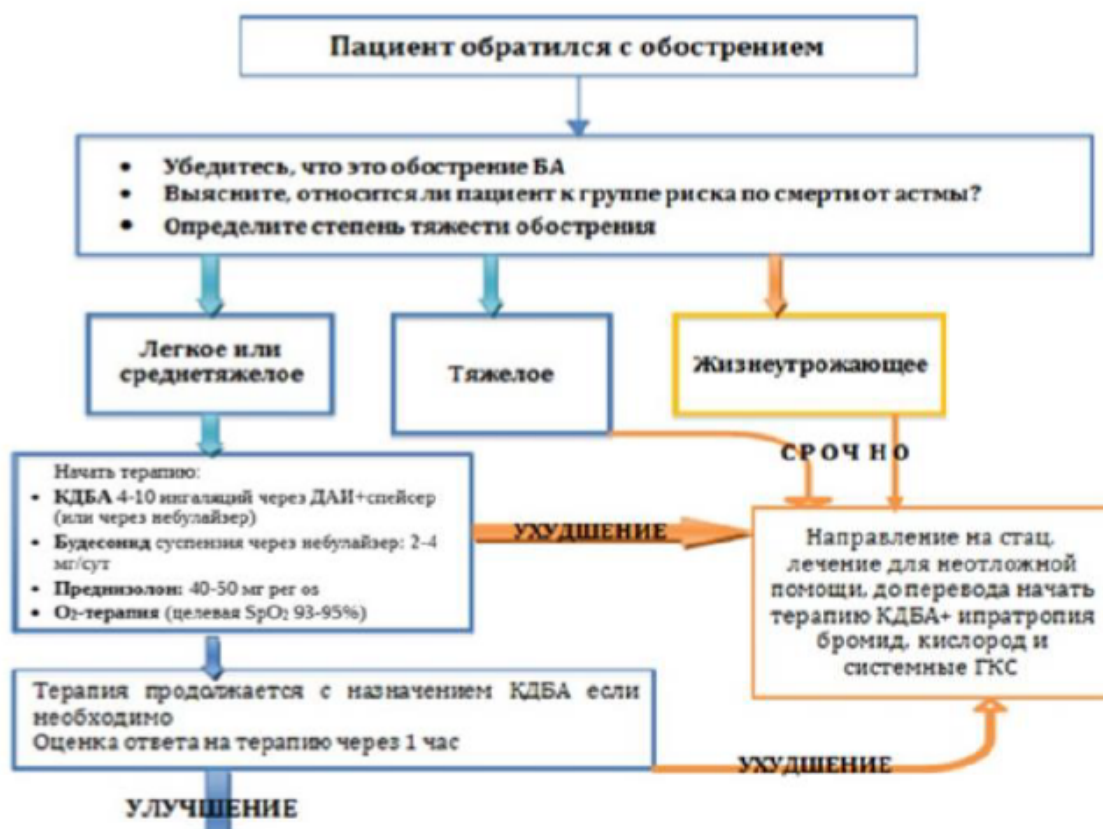 Пациент обратился с обострением
• Убедитесь, что это обострение БА
• Выясните, относится ли пациент к группе риска по смерти от астмы?
• Определите степень тяжести обострения
Легкое или
среднетяжелое
Тяжелое
Жизнеутрожающее
СРОЧНО
Начать терапию:
• КДБА 4-10 ингаляций через ДАИ+спейсер
(или через небулайзер)
• Будесонид суспензия через небулайзер: 2-4
мг/сут
• Преднизолон: 40-50 мг per os
• О₂-терапия (целевая SpO₂ 93-95%)
УХУДШЕНИЕ
Направление на стац.
лечение для неотложной
помощи, до перевода начать
терапию КДБА+ ипратропия
бромид, кислород и
системные ГКС
Терапия продолжается с назначением КДБА если
необходимо
Оценка ответа на терапию через 1 час
УХУДШЕНИЕ
УЛУЧШЕНИЕ